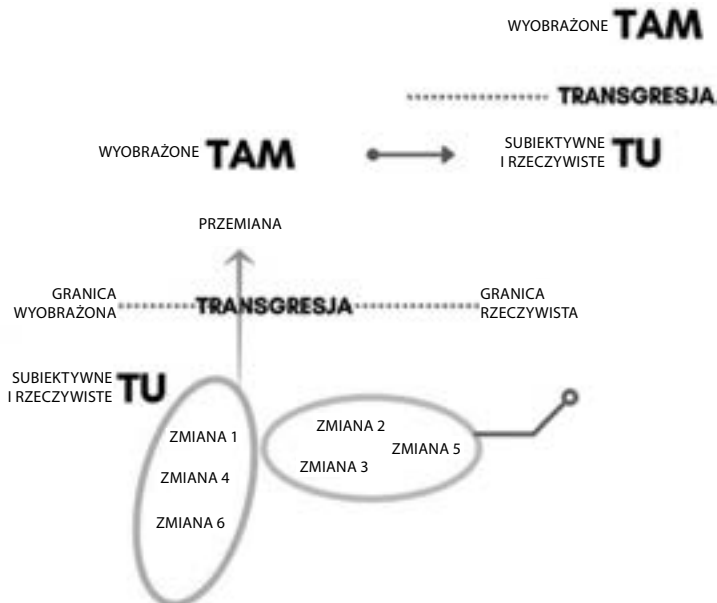 WYOBRAŻONE TAM
TRANSGRESJA
WYOBRAŻONE TAM
SUBIEKTYWNE
I RZECZYWISTE TU
PRZEMIANA
GRANICA
WYOBRAŻONA
TRANSGRESJA
GRANICA
RZECZYWISTA
SUBIEKTYWNE
I RZECZYWISTE TU
ZMIANA 1
ZMIANA 4
ZMIANA 6
ZMIANA 2
ZMIANA 5
ZMIANA 3